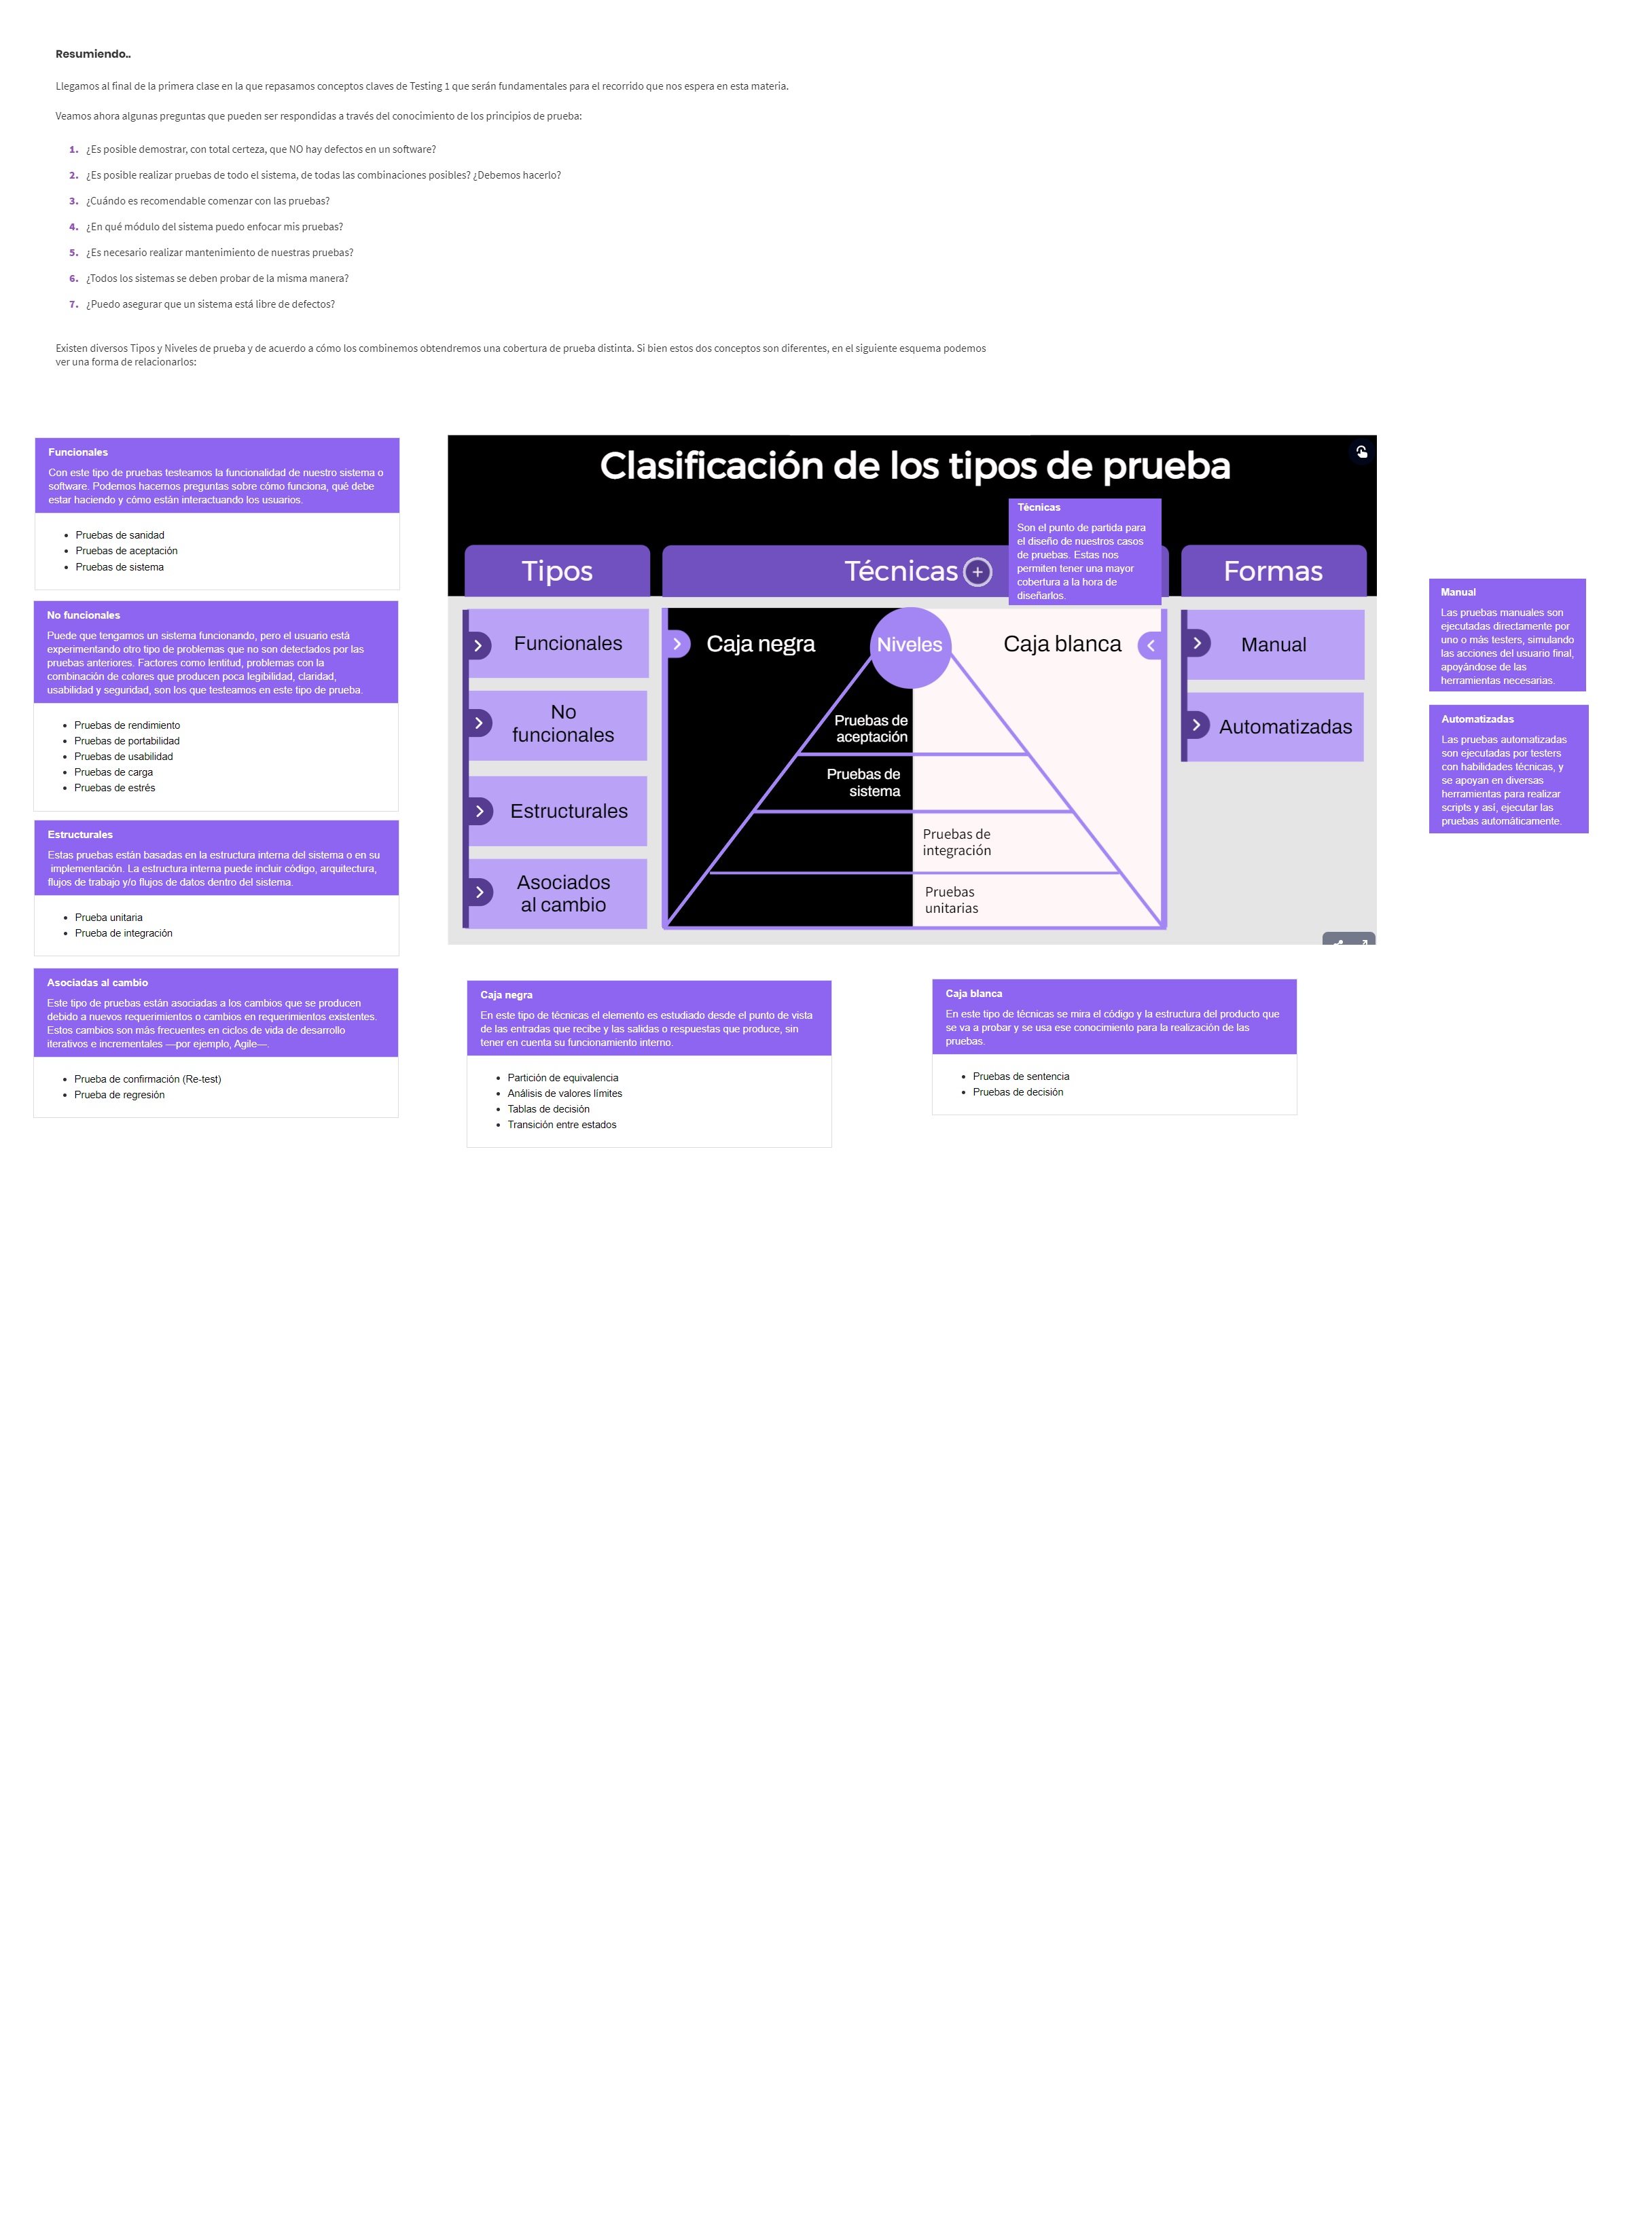 Resumiendo..
Llegamos al final de la primera clase en la que repasamos conceptos claves de Testing 1 que serán fundamentales para el recorrido que nos espera en esta materia.
Veamos ahora algunas preguntas que pueden ser respondidas a través del conocimiento de los principios de prueba:
1. ¿Es posible demostrar, con total certeza, que NO hay defectos en un software?
2. ¿Es posible realizar pruebas de todo el sistema, de todas las combinaciones posibles? ¿Debemos hacerlo?
3. ¿Cuándo es recomendable comenzar con las pruebas?
4. ¿En qué módulo del sistema puedo enfocar mis pruebas?
5. ¿Es necesario realizar mantenimiento de nuestras pruebas?
6. ¿Todos los sistemas se deben probar de la misma manera?
7. ¿Puedo asegurar que un sistema está libre de defectos?
Existen diversos Tipos y Niveles de prueba y de acuerdo a cómo los combinemos obtendremos una cobertura de prueba distinta. Si bien estos dos conceptos son diferentes, en el siguiente esquema podemos
ver una forma de relacionarlos:
Funcionales
Con este tipo de pruebas testeamos la funcionalidad de nuestro sistema o
software. Podemos hacernos preguntas sobre cómo funciona, qué debe
estar haciendo y cómo están interactuando los usuarios.
• Pruebas de sanidad
• Pruebas de aceptación
• Pruebas de sistema
No funcionales
Puede que tengamos un sistema funcionando, pero el usuario está
experimentando otro tipo de problemas que no son detectados por las
pruebas anteriores. Factores como lentitud, problemas con la
combinación de colores que producen poca legibilidad, claridad,
usabilidad y seguridad, son los que testeamos en este tipo de prueba.
• Pruebas de rendimiento
• Pruebas de portabilidad
• Pruebas de usabilidad
• Pruebas de carga
• Pruebas de estrés
Estructurales
Estas pruebas están basadas en la estructura interna del sistema o en su
implementación. La estructura interna puede incluir código, arquitectura,
flujos de trabajo y/o flujos de datos dentro del sistema.
• Prueba unitaria
• Prueba de integración
Asociadas al cambio
Este tipo de pruebas están asociadas a los cambios que se producen
debido a nuevos requerimientos o cambios en requerimientos existentes.
Estos cambios son más frecuentes en ciclos de vida de desarrollo
iterativos e incrementales —por ejemplo, Agile—.
• Prueba de confirmación (Re-test)
• Prueba de regresión
Clasificación de los tipos de prueba
Técnicas
Son el punto de partida para
el diseño de nuestros casos
de pruebas. Estas nos
permiten tener una mayor
cobertura a la hora de
diseñarlos.
Tipos
Técnicas
Formas
Funcionales
No
funcionales
Estructurales
Asociados
al cambio
Caja negra
Niveles
Caja blanca
Pruebas de
aceptación
Pruebas de
sistema
Pruebas de
integración
Pruebas
unitarias
Manual
Automatizadas
Manual
Las pruebas manuales son
ejecutadas directamente por
uno o más testers, simulando
las acciones del usuario final,
apoyándose de las
herramientas necesarias.
Automatizadas
Las pruebas automatizadas
son ejecutadas por testers
con habilidades técnicas, y
se apoyan en diversas
herramientas para realizar
scripts y así, ejecutar las
pruebas automáticamente.
Caja negra
En este tipo de técnicas el elemento es estudiado desde el punto de vista
de las entradas que recibe y las salidas o respuestas que produce, sin
tener en cuenta su funcionamiento interno.
• Partición de equivalencia
• Análisis de valores límites
• Tablas de decisión
• Transición entre estados
Caja blanca
En este tipo de técnicas se mira el código y la estructura del producto que
se va a probar y se usa ese conocimiento para la realización de las
pruebas.
• Pruebas de sentencia
• Pruebas de decisión